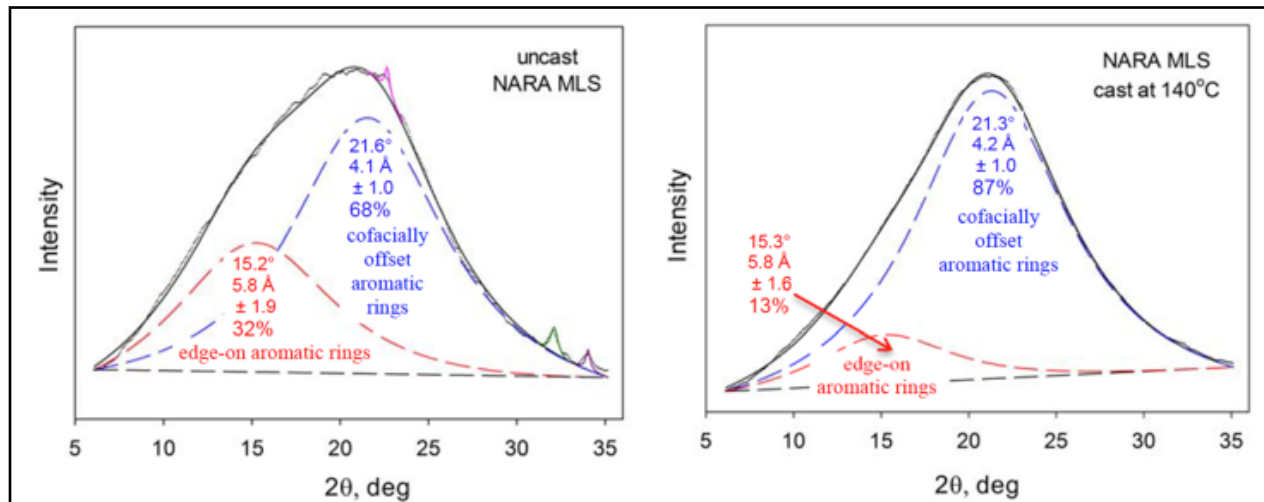 uncast
NARA MLS
21.6°
4.1 Å
± 1.0
68%
cofacially
offset
aromatic
rings
15.2°
5.8 Å
± 1.9
32%
edge-on aromatic rings
Intensity
5 10 15 20 25 30 35
2θ, deg
NARA MLS
cast at 140°C
21.3°
4.2 Å
± 1.0
87%
cofacially
offset
aromatic rings
15.3°
5.8 Å
± 1.6
13%
edge-on
aromatic rings
Intensity
5 10 15 20 25 30 35
2θ, deg